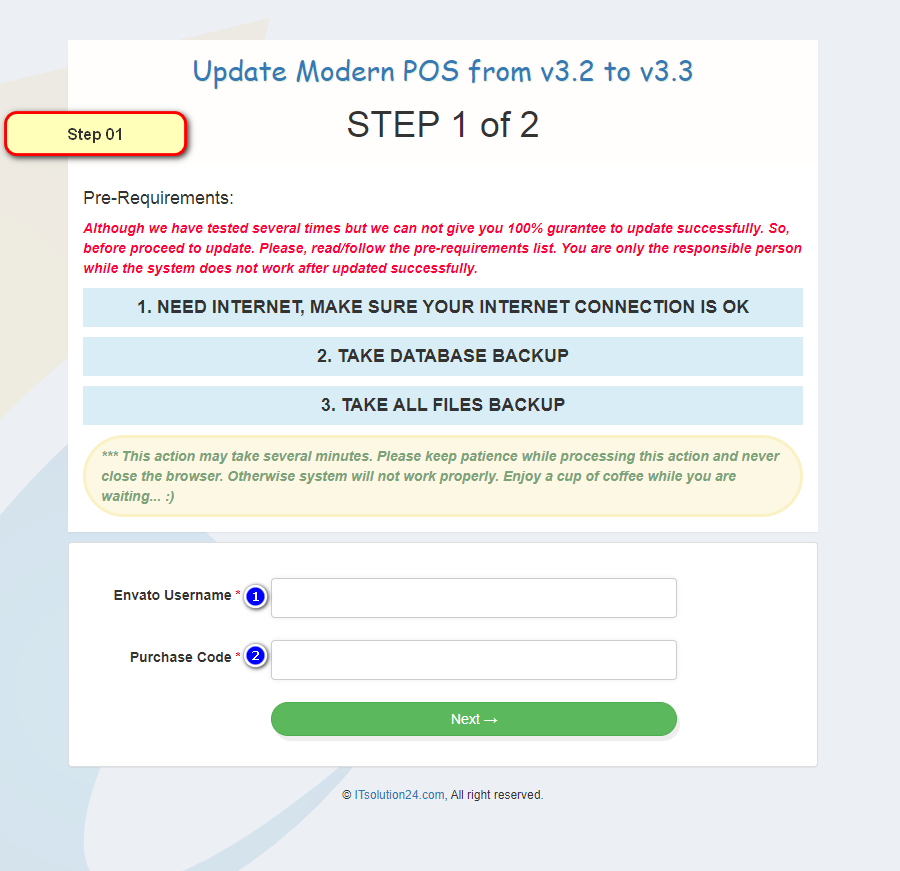 Update Modern POS from v3.2 to v3.3
STEP 1 of 2
Step 01
Pre-Requirements:
Although we have tested several times but we can not give you 100% gurantee to update successfully. So,
before proceed to update. Please, read/follow the pre-requirements list. You are only the responsible person
while the system does not work after updated successfully.
1. NEED INTERNET, MAKE SURE YOUR INTERNET CONNECTION IS OK
2. TAKE DATABASE BACKUP
3. TAKE ALL FILES BACKUP
*** This action may take several minutes. Please keep patience while processing this action and never
close the browser. Otherwise system will not work properly. Enjoy a cup of coffee while you are
waiting... :)
Envato Username * 1
Purchase Code * 2
Next →
© ITsolution24.com, All right reserved.